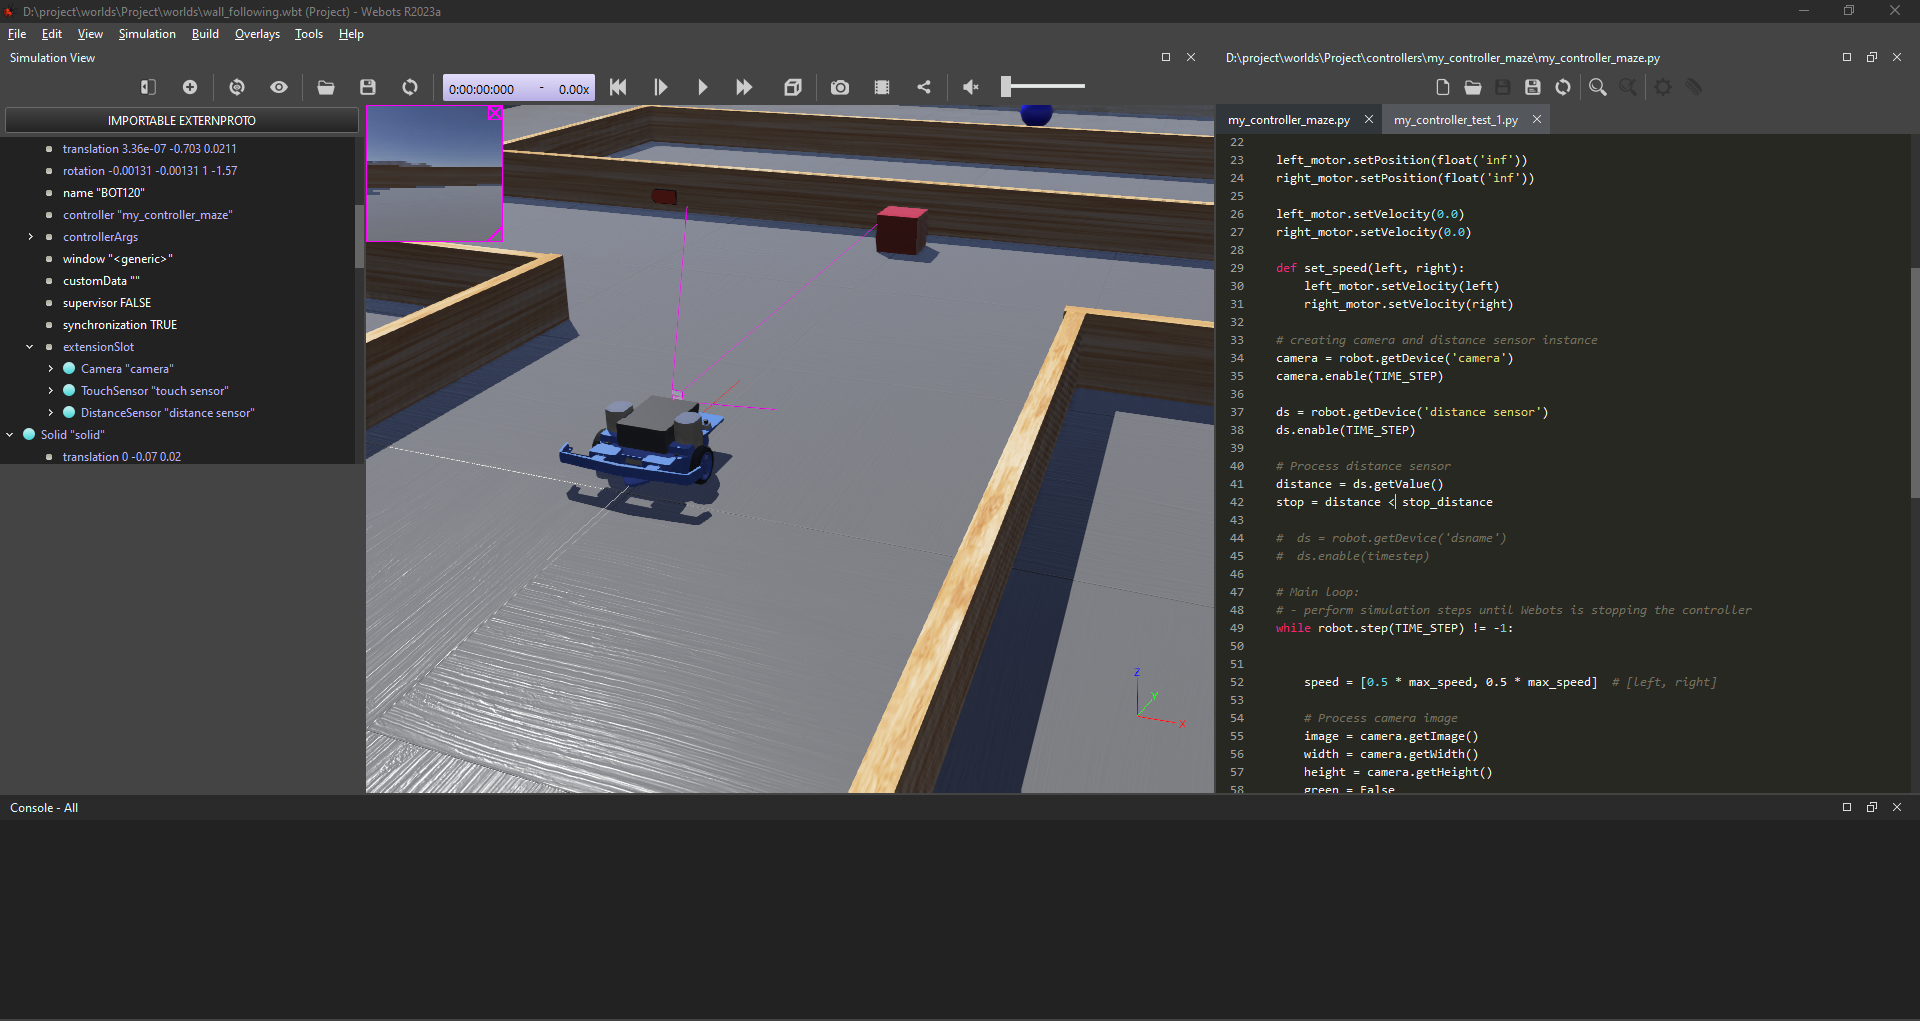 D:\project\worlds\Project\worlds\wall_following.wbt (Project) - Webots R2023a
File Edit View Simulation Build Overlays Tools Help
Simulation View
0:00:00:000 - 0.00x
IMPORTABLE EXTERNPROTO
translation 3.36e-07 -0.703 0.0211
rotation -0.00131 -0.00131 1 -1.57
name "BOT120"
controller "my_controller_maze"
controllerArgs
window "<generic>"
customData ""
supervisor FALSE
synchronization TRUE
extensionSlot
Camera "camera"
TouchSensor "touch sensor"
DistanceSensor "distance sensor"
Solid "solid"
translation 0 -0.07 0.02
Z
Y
X
D:\project\worlds\Project\controllers\my_controller_maze\my_controller_maze.py
my_controller_maze.py my_controller_test_1.py
22
23 left_motor.setPosition(float('inf'))
24 right_motor.setPosition(float('inf'))
25
26 left_motor.setVelocity(0.0)
27 right_motor.setVelocity(0.0)
28
29 def set_speed(left, right):
30 left_motor.setVelocity(left)
31 right_motor.setVelocity(right)
32
33 # creating camera and distance sensor instance
34 camera = robot.getDevice('camera')
35 camera.enable(TIME_STEP)
36
37 ds = robot.getDevice('distance sensor')
38 ds.enable(TIME_STEP)
39
40 # Process distance sensor
41 distance = ds.getValue()
42 stop = distance < stop_distance
43
44 # ds = robot.getDevice('dsname')
45 # ds.enable(timestep)
46
47 # Main loop:
48 # - perform simulation steps until Webots is stopping the controller
49 while robot.step(TIME_STEP) != -1:
50
51
52 speed = [0.5 * max_speed, 0.5 * max_speed] # [left, right]
53
54 # Process camera image
55 image = camera.getImage()
56 width = camera.getWidth()
57 height = camera.getHeight()
58 green = False
Console - All